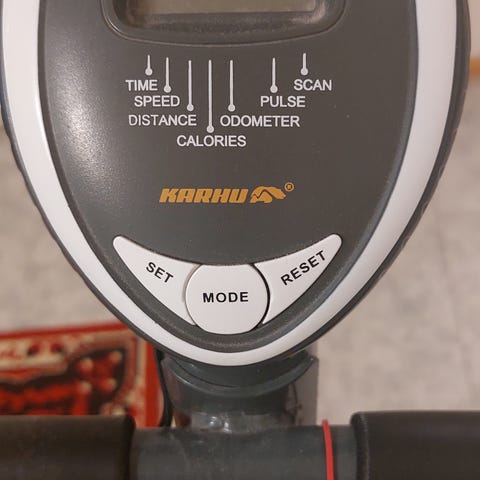 TIME SCAN
SPEED PULSE
DISTANCE ODOMETER
CALORIES
KARHU®
SET MODE RESET